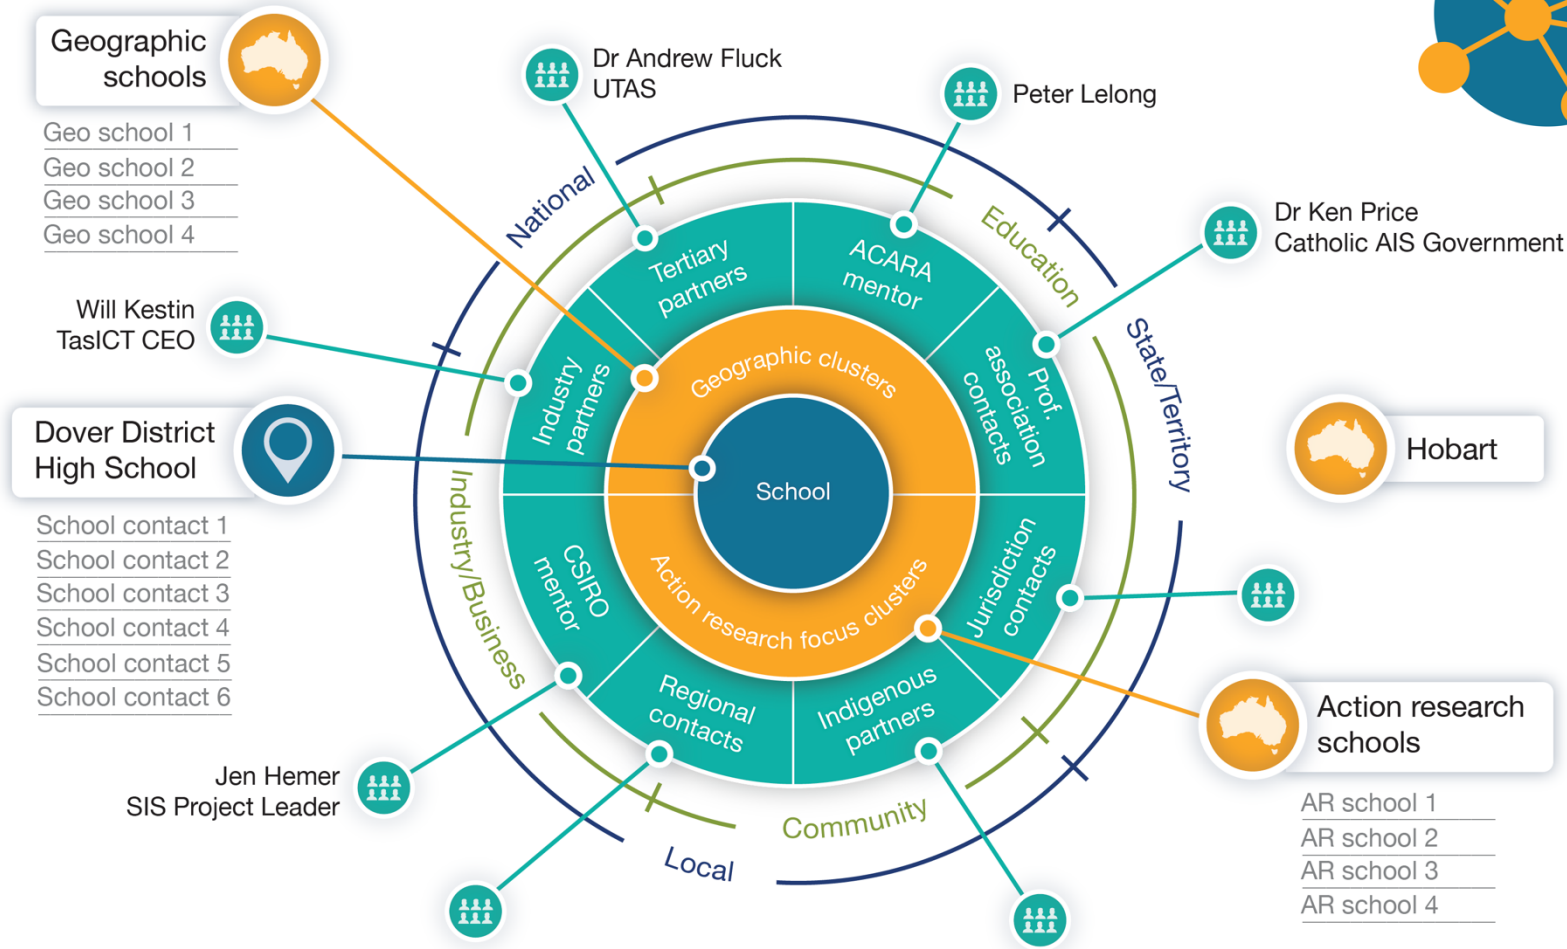 Geographic
schools
Geo school 1
Geo school 2
Geo school 3
Geo school 4
Dr Andrew Fluck
UTAS
Peter Lelong
Dr Ken Price
Catholic AIS Government
Will Kestin
TasICT CEO
Dover District
High School
School contact 1
School contact 2
School contact 3
School contact 4
School contact 5
School contact 6
Jen Hemer
SIS Project Leader
Hobart
Action research
schools
AR school 1
AR school 2
AR school 3
AR school 4
National
State/Territory
Local
Education
Community
Industry/Business
Tertiary
partners
ACARA
mentor
Prof.
association
contacts
Jurisdiction
contacts
Indigenous
partners
Regional
contacts
CSIRO
mentor
Industry
partners
Geographic clusters
Action research focus clusters
School